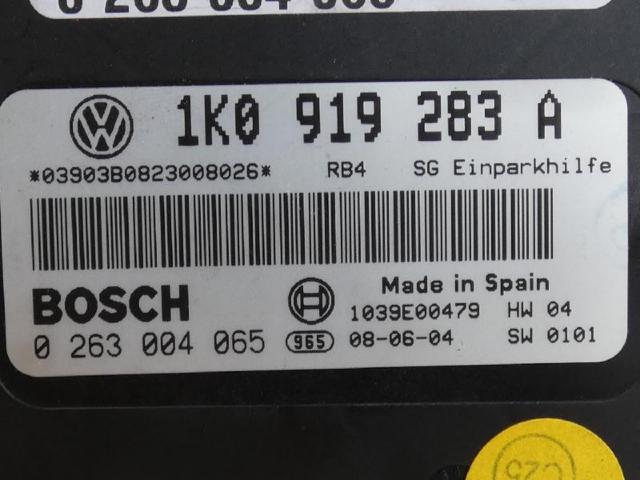 1K0 919 283 A
*03903B0823008026* RB4 SG Einparkhilfe
BOSCH
Made in Spain
1039E00479 HW 04
0 263 004 065 965 08-06-04 SW 0101
C25